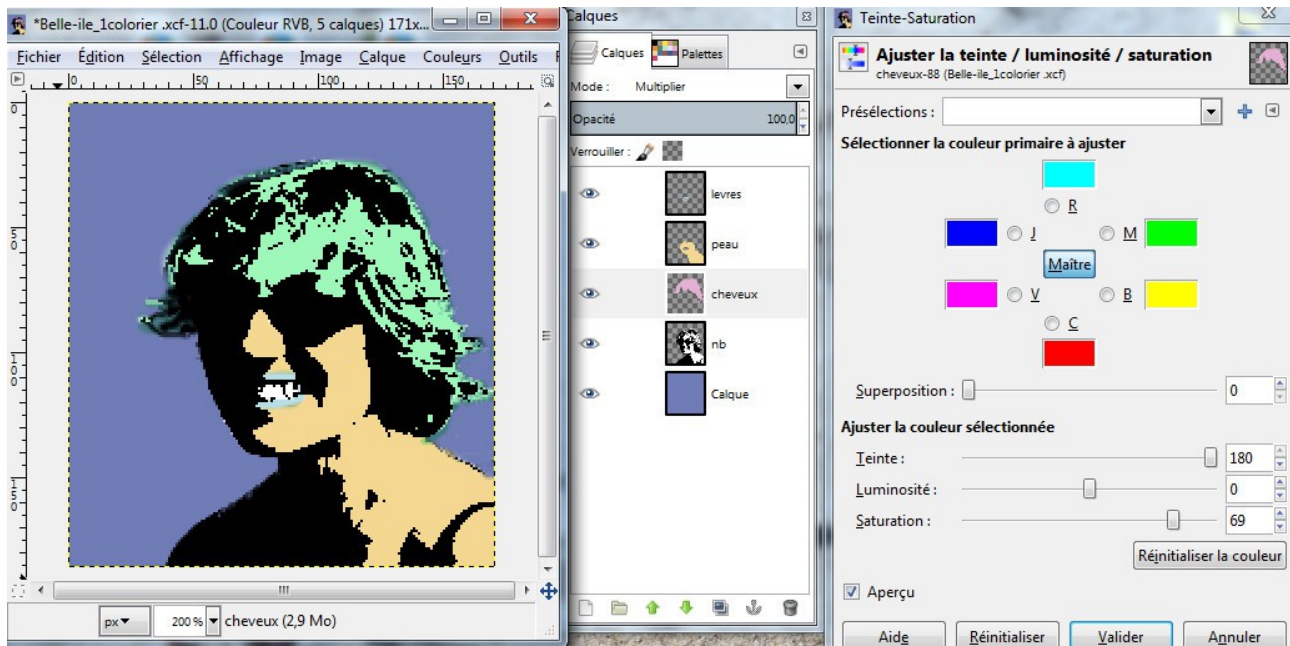 *Belle-ile_1colorier .xcf-11.0 (Couleur RVB, 5 calques) 171x...
Fichier Édition Sélection Affichage Image Calque Couleurs Outils
0 50 100 150
0
50
100
150
px 200 % cheveux (2,9 Mo)
Calques
Calques Palettes
Mode : Multiplier
Opacité 100,0
Verrouiller :
levres
peau
cheveux
nb
Calque
Teinte-Saturation
Ajuster la teinte / luminosité / saturation
cheveux-88 (Belle-ile_1colorier .xcf)
Présélections :
Sélectionner la couleur primaire à ajuster
R
J M
Maître
V B
C
Superposition : 0
Ajuster la couleur sélectionnée
Teinte : 180
Luminosité : 0
Saturation : 69
Réinitialiser la couleur
Aperçu
Aide Réinitialiser Valider Annuler